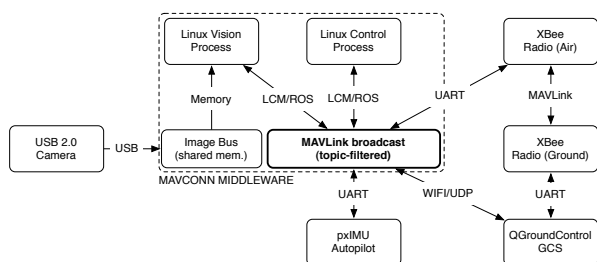 Linux Vision
Process
Linux Control
Process
XBee
Radio (Air)
Memory
LCM/ROS
LCM/ROS
UART
MAVLink
USB 2.0
Camera
USB
Image Bus
(shared mem.)
MAVLink broadcast
(topic-filtered)
XBee
Radio (Ground)
MAVCONN MIDDLEWARE
UART
WIFI/UDP
UART
pxIMU
Autopilot
QGroundControl
GCS